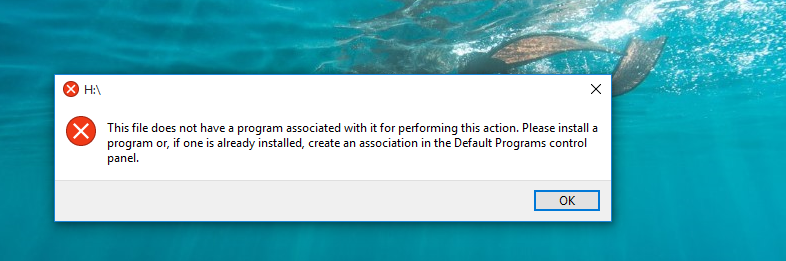 H:\
This file does not have a program associated with it for performing this action. Please install a
program or, if one is already installed, create an association in the Default Programs control
panel.
OK